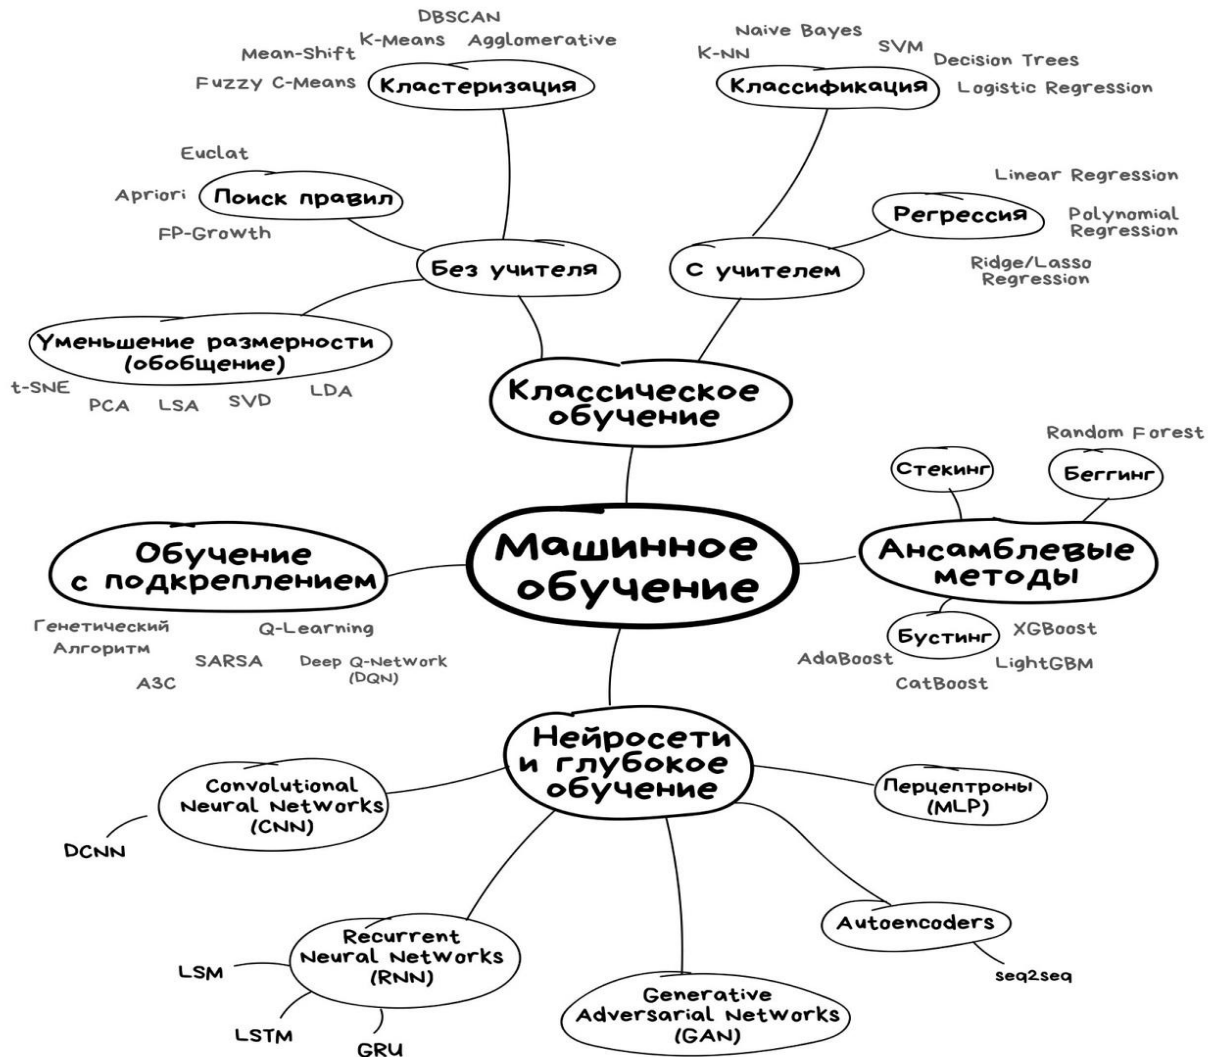 DBSCAN
K-Means
Agglomerative
Mean-Shift
Fuzzy C-Means
Кластеризация
Naive Bayes
K-NN
SVM
Decision Trees
Logistic Regression
Классификация
Euclat
Apriori
Поиск правил
FP-Growth
Linear Regression
Регрессия
Polynomial
Regression
Ridge/Lasso
Regression
Без учителя
С учителем
Уменьшение размерности
(обобщение)
t-SNE
PCA
LSA
SVD
LDA
Классическое
обучение
Random Forest
Стекинг
Беггинг
Машинное
обучение
Обучение
с подкреплением
Генетический
Алгоритм
Q-Learning
SARSA
Deep Q-Network
(DQN)
A3C
Ансамблевые
методы
Бустинг
XGBoost
AdaBoost
LightGBM
CatBoost
Нейросети
и глубокое
обучение
Convolutional
Neural Networks
(CNN)
DCNN
Перцептроны
(MLP)
Autoencoders
seq2seq
Recurrent
Neural Networks
(RNN)
LSM
LSTM
GRU
Generative
Adversarial Networks
(GAN)